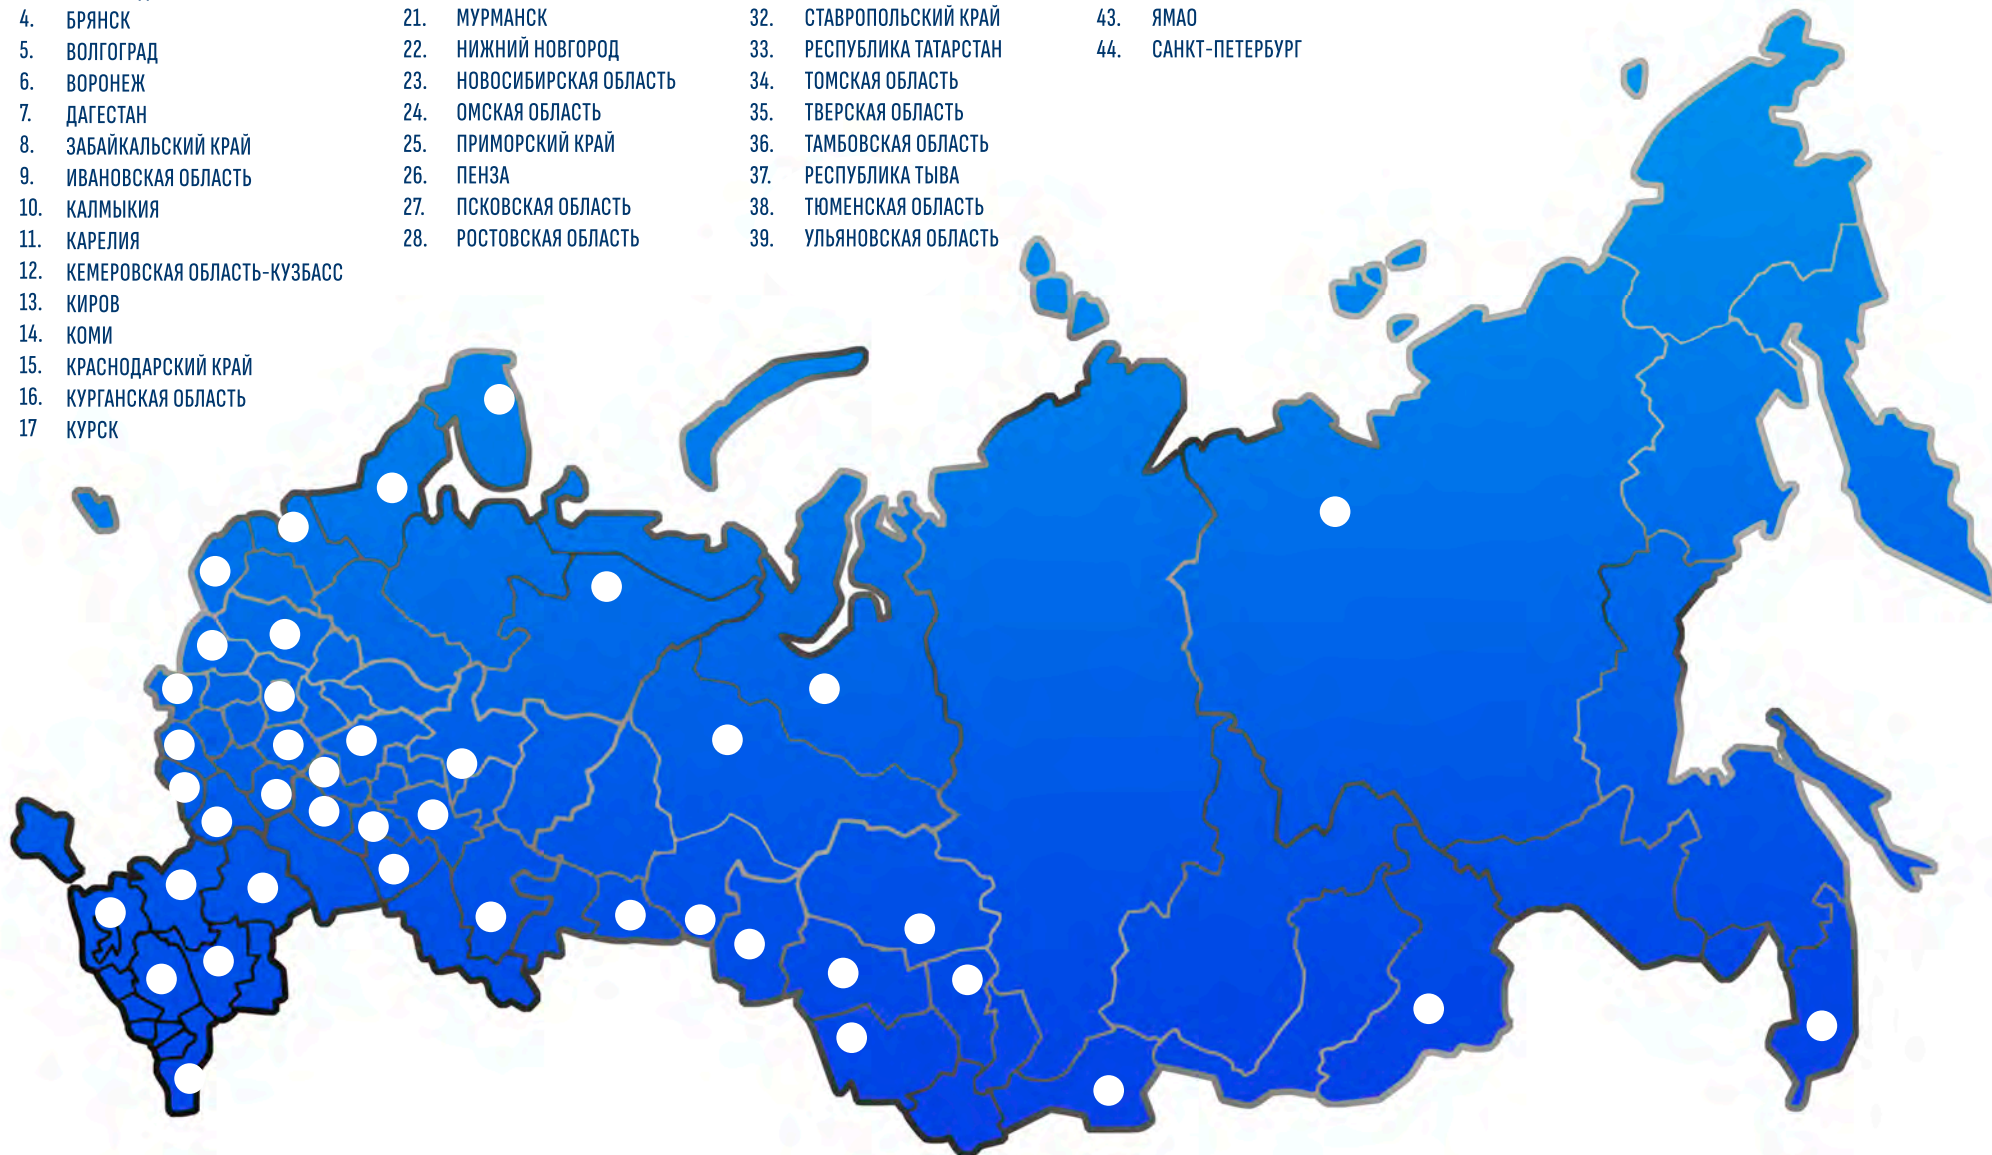 4. БРЯНСК
5. ВОЛГОГРАД
6. ВОРОНЕЖ
7. ДАГЕСТАН
8. ЗАБАЙКАЛЬСКИЙ КРАЙ
9. ИВАНОВСКАЯ ОБЛАСТЬ
10. КАЛМЫКИЯ
11. КАРЕЛИЯ
12. КЕМЕРОВСКАЯ ОБЛАСТЬ-КУЗБАСС
13. КИРОВ
14. КОМИ
15. КРАСНОДАРСКИЙ КРАЙ
16. КУРГАНСКАЯ ОБЛАСТЬ
17 КУРСК
21. МУРМАНСК
22. НИЖНИЙ НОВГОРОД
23. НОВОСИБИРСКАЯ ОБЛАСТЬ
24. ОМСКАЯ ОБЛАСТЬ
25. ПРИМОРСКИЙ КРАЙ
26. ПЕНЗА
27. ПСКОВСКАЯ ОБЛАСТЬ
28. РОСТОВСКАЯ ОБЛАСТЬ
32. СТАВРОПОЛЬСКИЙ КРАЙ
33. РЕСПУБЛИКА ТАТАРСТАН
34. ТОМСКАЯ ОБЛАСТЬ
35. ТВЕРСКАЯ ОБЛАСТЬ
36. ТАМБОВСКАЯ ОБЛАСТЬ
37. РЕСПУБЛИКА ТЫВА
38. ТЮМЕНСКАЯ ОБЛАСТЬ
39. УЛЬЯНОВСКАЯ ОБЛАСТЬ
43. ЯМАО
44. САНКТ-ПЕТЕРБУРГ